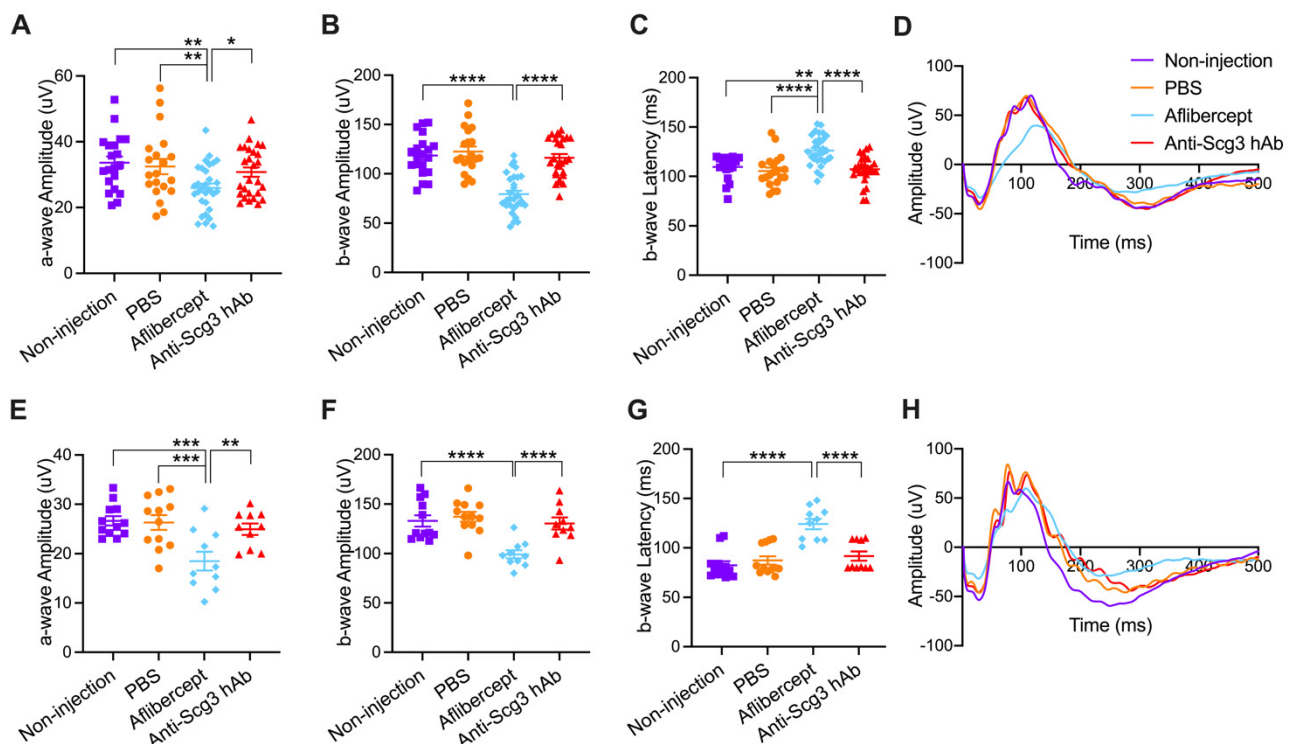 A
**
**
*
a-wave Amplitude (uV)
60
40
20
0
Non-injection
PBS
Aflibercept
Anti-Scg3 hAb
B
****
****
b-wave Amplitude (uV)
200
150
100
50
0
Non-injection
PBS
Aflibercept
Anti-Scg3 hAb
C
**
****
****
b-wave Latency (ms)
200
150
100
50
0
Non-injection
PBS
Aflibercept
Anti-Scg3 hAb
D
Non-injection
PBS
Aflibercept
Anti-Scg3 hAb
Amplitude (uV)
100
50
0
-50
-100
100 200 300 400 500
Time (ms)
E
***
***
**
a-wave Amplitude (uV)
40
30
20
10
0
Non-injection
PBS
Aflibercept
Anti-Scg3 hAb
F
****
****
b-wave Amplitude (uV)
200
150
100
50
0
Non-injection
PBS
Aflibercept
Anti-Scg3 hAb
G
****
****
b-wave Latency (ms)
200
150
100
50
0
Non-injection
PBS
Aflibercept
Anti-Scg3 hAb
H
Amplitude (uV)
100
50
0
-50
-100
100 200 300 400 500
Time (ms)